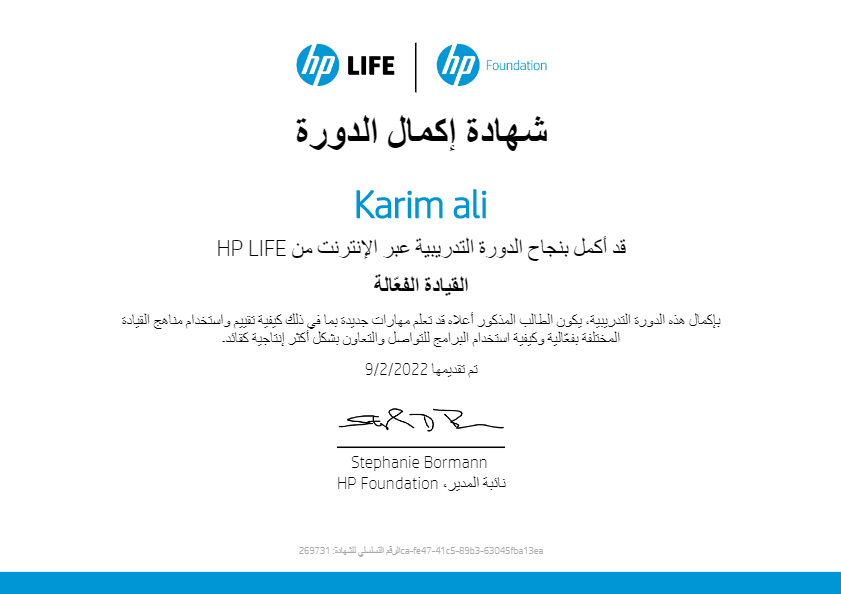 hp LIFE | hp Foundation
شهادة إكمال الدورة
Karim ali
قد أكمل بنجاح الدورة التدريبية عبر الإنترنت من HP LIFE
القيادة الفعّالة
بإكمال هذه الدورة التدريبية، يكون الطالب المذكور أعلاه قد تعلم مهارات جديدة بما في ذلك كيفية تقييم واستخدام مناهج القيادة
المختلفة بفعّالية وكيفية استخدام البرامج للتواصل والتعاون بشكل أكثر إنتاجية كقائد.
تم تقديمها 9/2/2022
Stephanie Bormann
نائبة المدير، HP Foundation
الرقم التسلسلي للشهادة: 269731ca-fe47-41c5-89b3-63045fba13ea